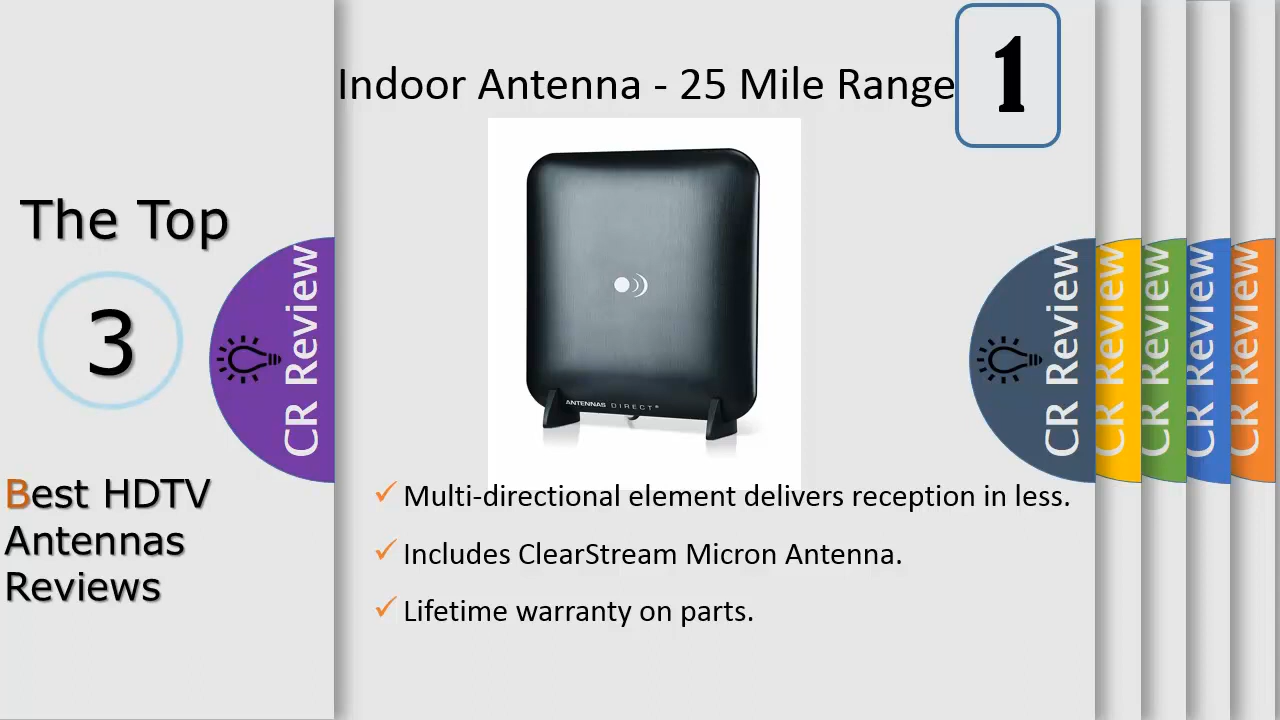 Indoor Antenna - 25 Mile Range
1
The Top
3
CR Review
Best HDTV
Antennas
Reviews
ANTENNAS DIRECT®
Multi-directional element delivers reception in less.
Includes ClearStream Micron Antenna.
Lifetime warranty on parts.
CR Review
CR Review
CR Review
CR Review
CR Review